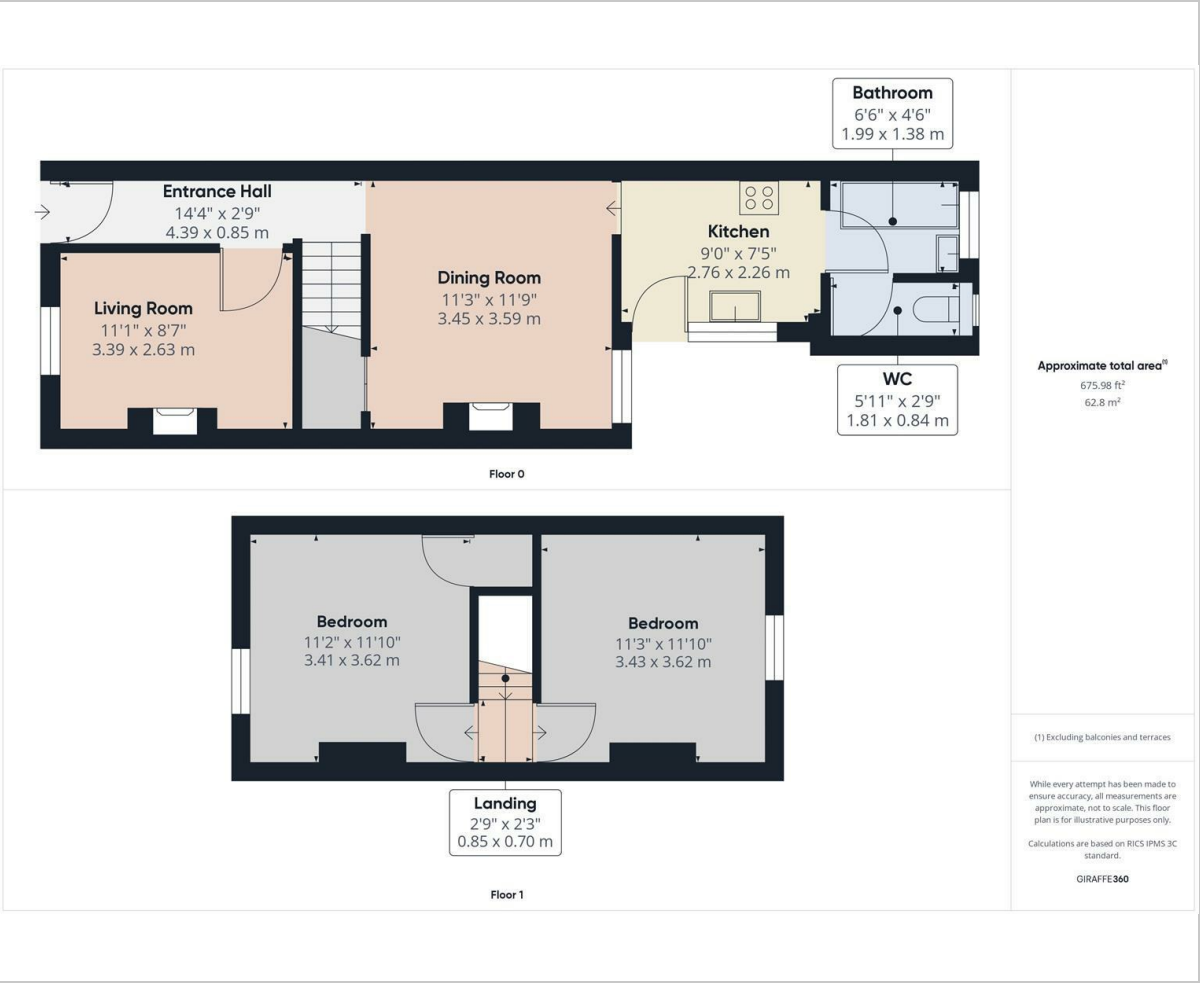 Bathroom
6'6" x 4'6"
1.99 x 1.38 m
Entrance Hall
14'4" x 2'9"
4.39 x 0.85 m
Kitchen
9'0" x 7'5"
2.76 x 2.26 m
Dining Room
11'3" x 11'9"
3.45 x 3.59 m
Living Room
11'1" x 8'7"
3.39 x 2.63 m
WC
5'11" x 2'9"
1.81 x 0.84 m
Floor 0
Bedroom
11'2" x 11'10"
3.41 x 3.62 m
Bedroom
11'3" x 11'10"
3.43 x 3.62 m
Landing
2'9" x 2'3"
0.85 x 0.70 m
Floor 1
Approximate total area(1)
675.98 ft²
62.8 m²
(1) Excluding balconies and terraces
While every attempt has been made to
ensure accuracy, all measurements are
approximate, not to scale. This floor
plan is for illustrative purposes only.
Calculations are based on RICS IPMS 3C
standard.
GIRAFFE360